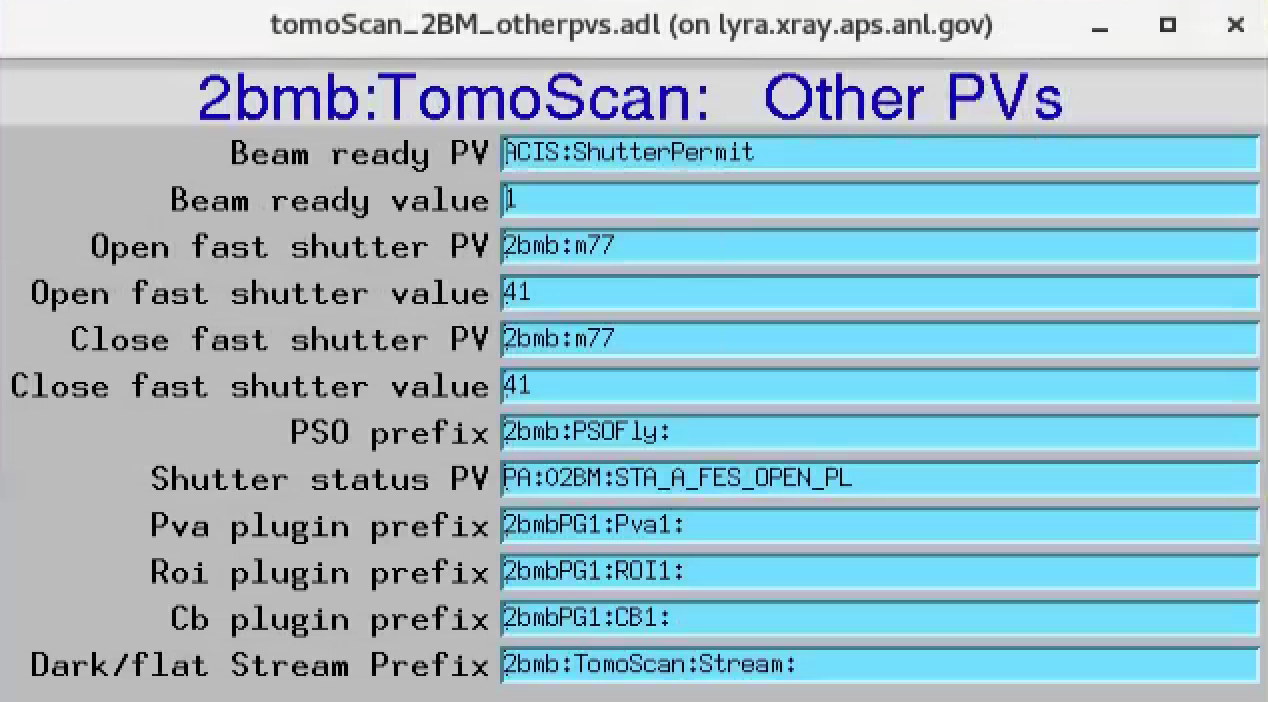 tomoScan_2BM_otherpvs.adl (on lyra.xray.aps.anl.gov)
2bmb:TomoScan: Other PVs
Beam ready PV ACIS:ShutterPermit
Beam ready value 1
Open fast shutter PV 2bmb:m77
Open fast shutter value 41
Close fast shutter PV 2bmb:m77
Close fast shutter value 41
PSO prefix 2bmb:PSOFly:
Shutter status PV PA:02BM:STA_A_FES_OPEN_PL
Pva plugin prefix 2bmbPG1:Pva1:
Roi plugin prefix 2bmbPG1:ROI1:
Cb plugin prefix 2bmbPG1:CB1:
Dark/flat Stream Prefix 2bmb:TomoScan:Stream: